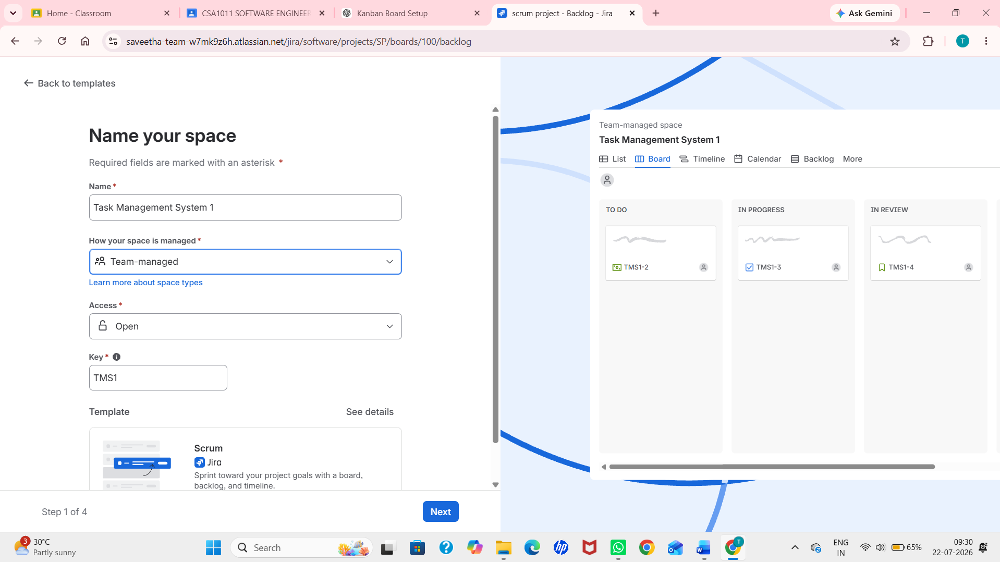 Home - Classroom
CSA1011 SOFTWARE ENGINEER
Kanban Board Setup
scrum project - Backlog - Jira
Ask Gemini
saveetha-team-w7mk9z6h.atlassian.net/jira/software/projects/SP/boards/100/backlog
T
Back to templates
Name your space
Required fields are marked with an asterisk *
Name *
Task Management System 1
How your space is managed *
Team-managed
Learn more about space types
Access *
Open
Key *
TMS1
Template
See details
Scrum
Jira
Sprint toward your project goals with a board,
backlog, and timeline.
Step 1 of 4
Next
Team-managed space
Task Management System 1
List
Board
Timeline
Calendar
Backlog
More
TO DO
IN PROGRESS
IN REVIEW
TMS1-2
TMS1-3
TMS1-4
3
30°C
Partly sunny
Search
T
ENG
IN
65%
09:30
22-07-2026